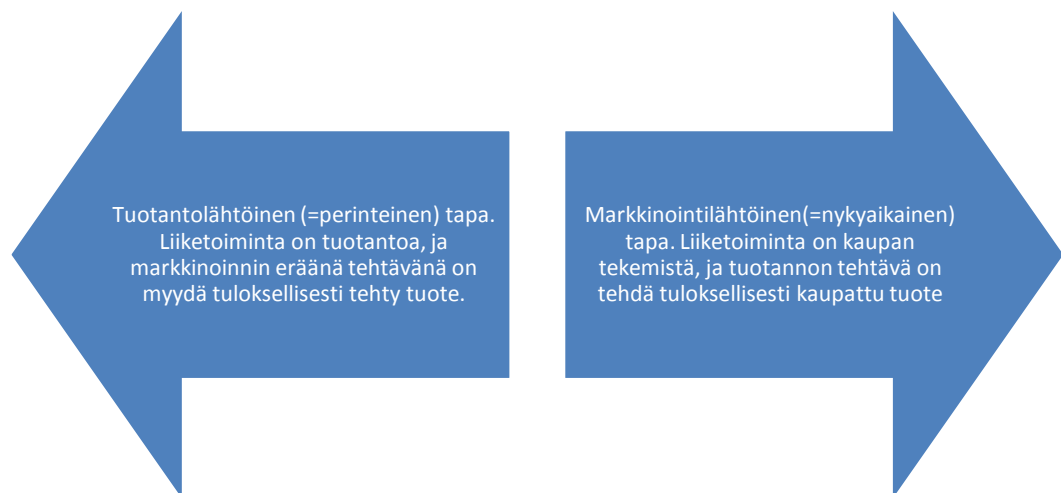 Tuotantolähtöinen (=perinteinen) tapa.
Liiketoiminta on tuotantoa, ja
markkinoinnin eräänä tehtävänä on
myydä tuloksellisesti tehty tuote.
Markkinointilähtöinen(=nykyaikainen)
tapa. Liiketoiminta on kaupan
tekemistä, ja tuotannon tehtävä on
tehdä tuloksellisesti kaupattu tuote